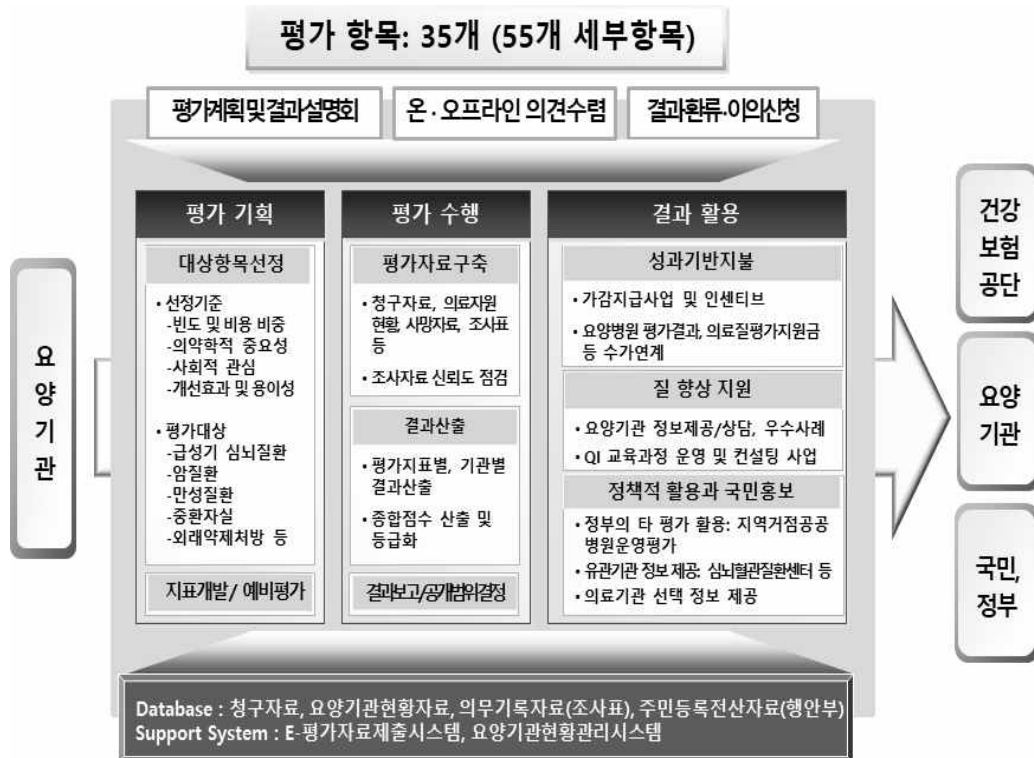 평가 항목: 35개 (55개 세부항목)
평가계획 및 결과 설명회
온·오프라인 의견수렴
결과환류·이의신청
요
양
기
관
평가 기획
대상항목선정
• 선정기준
-빈도 및 비용 비중
-의약학적 중요성
-사회적 관심
-개선효과 및 용이성
• 평가대상
-급성기 심뇌질환
-암질환
-만성질환
-중환자실
-외래약제처방 등
지표개발/ 예비평가
평가 수행
평가자료구축
• 청구자료, 의료자원
현황, 사망자료, 조사표
등
• 조사자료 신뢰도 점검
결과산출
• 평가지표별, 기관별
결과산출
• 종합점수 산출 및
등급화
결과보고/공개범위결정
결과 활용
성과기반지불
• 가감지급사업 및 인센티브
• 요양병원 평가결과, 의료질평가지원금
등 수가연계
질 향상 지원
• 요양기관 정보제공/상담, 우수사례
• QI 교육과정 운영 및 컨설팅 사업
정책적 활용과 국민홍보
• 정부의 타 평가 활용: 지역거점공공
병원운영평가
• 유관기관 정보 제공: 심뇌혈관질환센터 등
• 의료기관 선택 정보 제공
건강
보험
공단
요양
기관
국민,
정부
Database : 청구자료, 요양기관현황자료, 의무기록자료(조사표), 주민등록전산자료(행안부)
Support System : E-평가자료제출시스템, 요양기관현황관리시스템